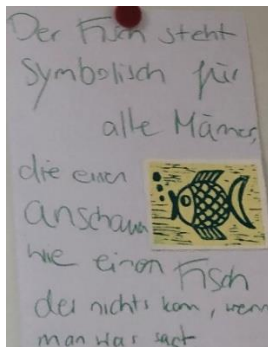 Der Fisch steht
symbolisch für
alle Männer,
die einen
anschaun
wie einen Fisch
der nichts kann, wenn
man was sagt